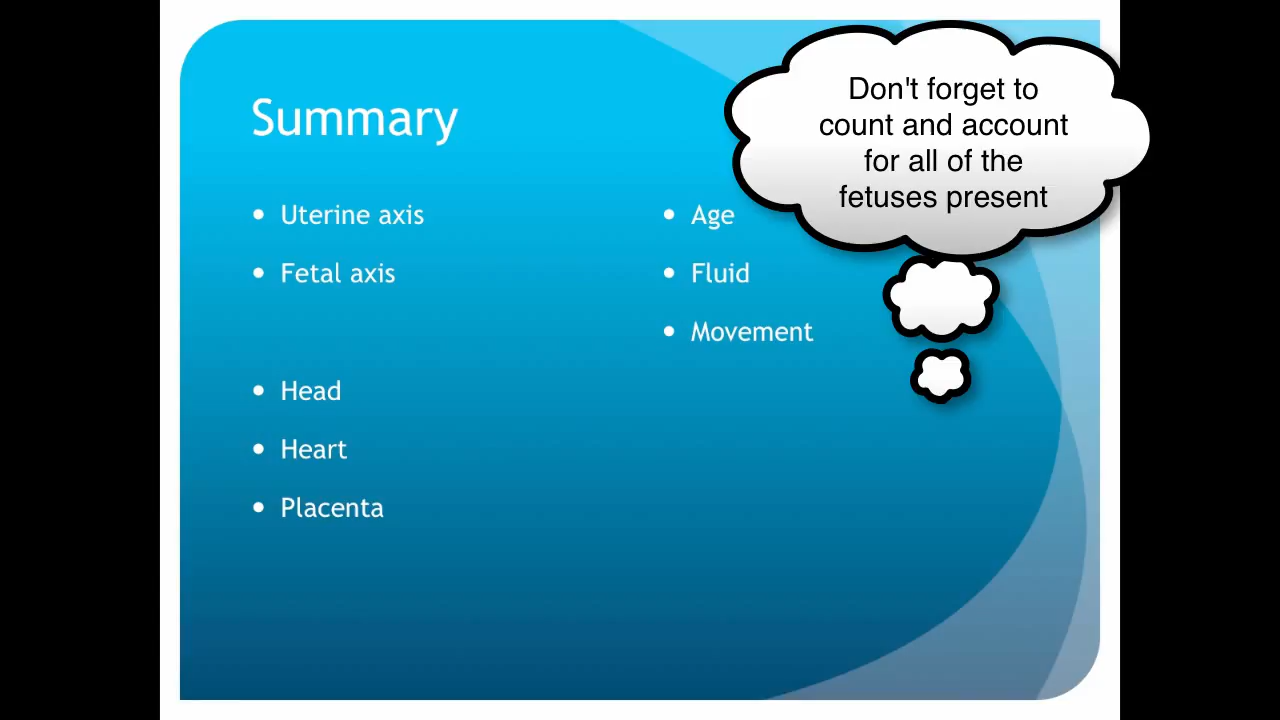 Summary
• Uterine axis
• Fetal axis
• Head
• Heart
• Placenta
• Age
• Fluid
• Movement
Don't forget to
count and account
for all of the
fetuses present